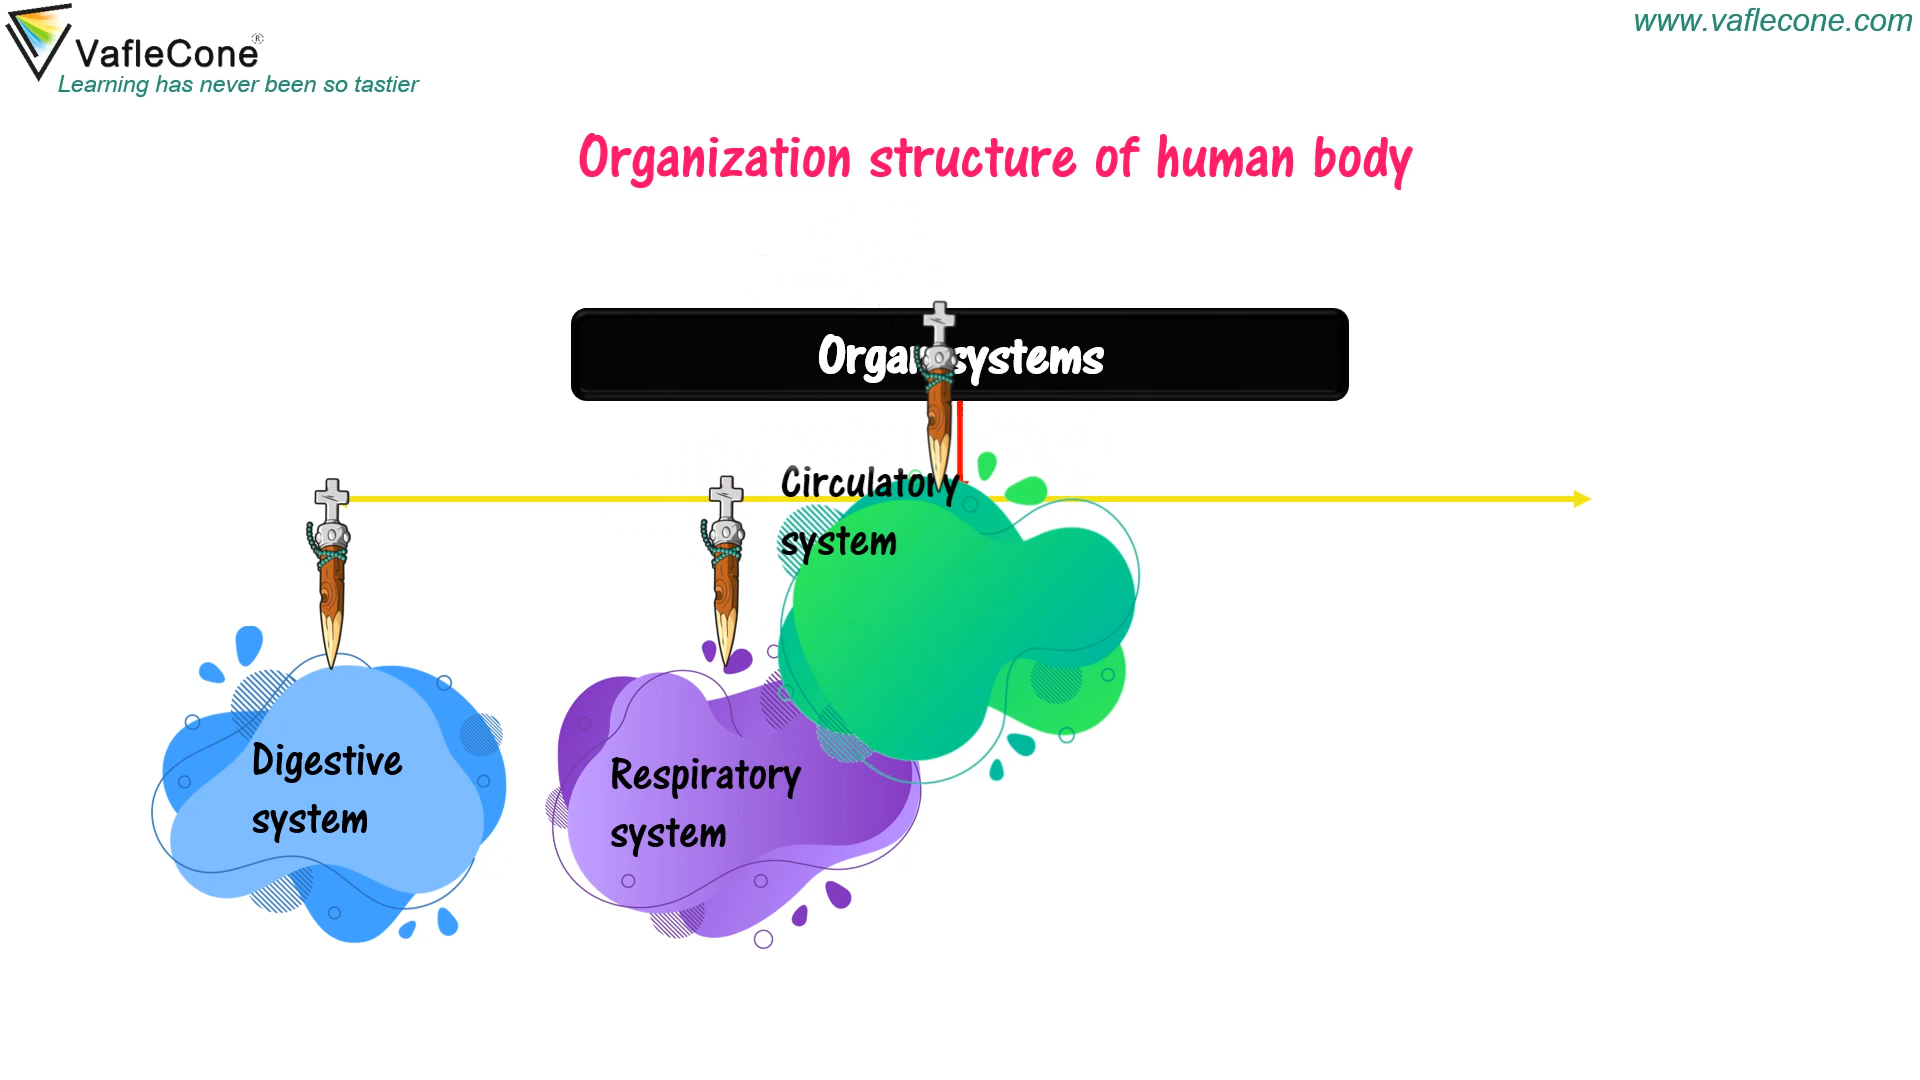 VafleCone®
Learning has never been so tastier
www.vaflecone.com
Organization structure of human body
Organ systems
Circulatory
system
Digestive
system
Respiratory
system